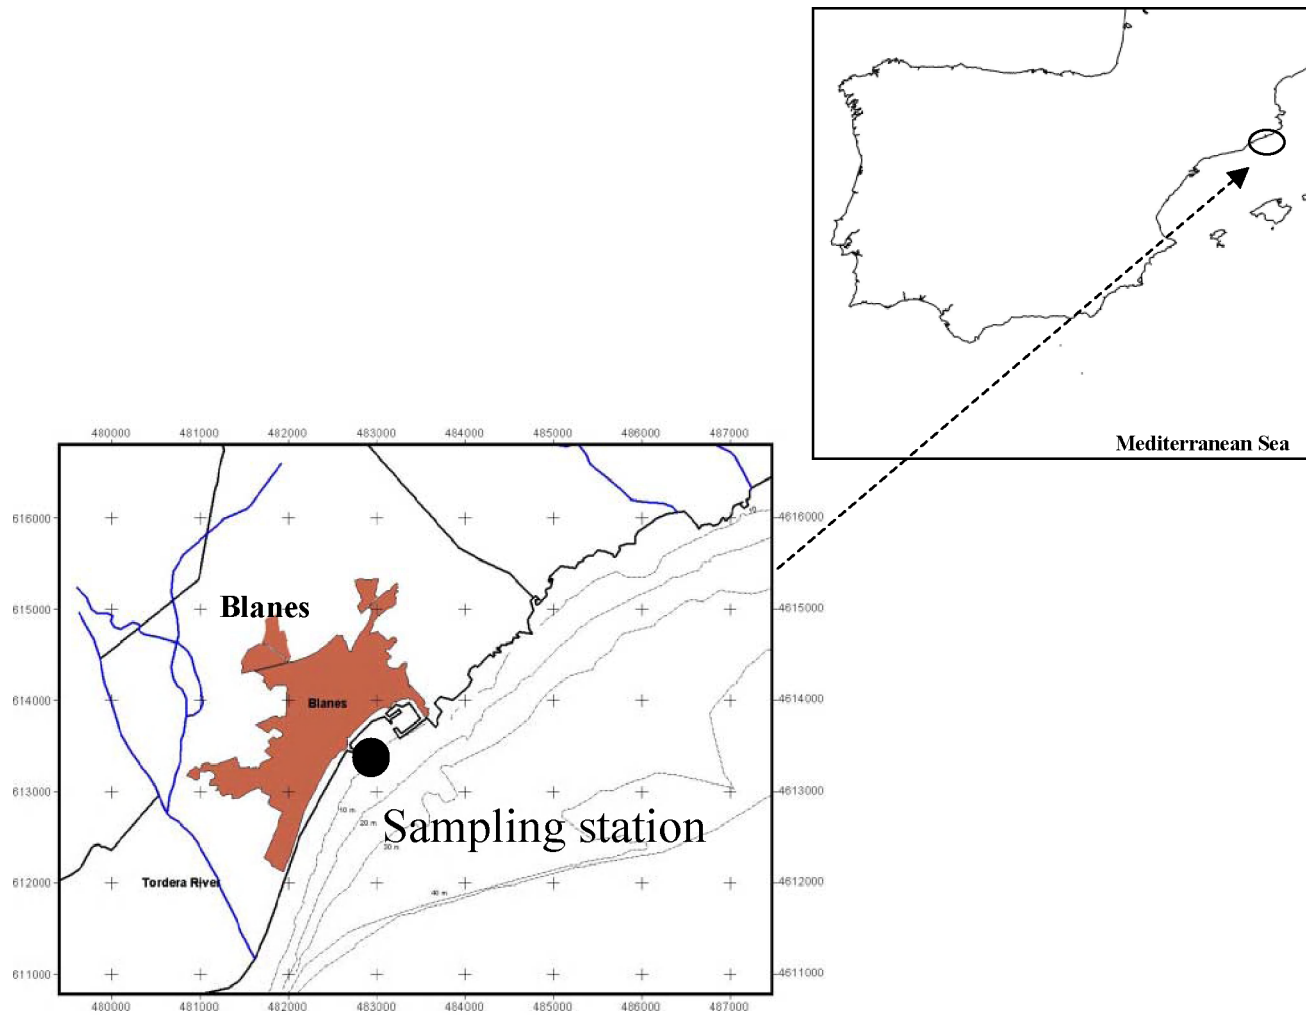 Mediterranean Sea
480000 481000 482000 483000 484000 485000 486000 487000
10
616000 4616000
615000 4615000
Blanes
614000 4614000
Blanes
613000 4613000
10 m
20 m
Sampling station
30 m
612000 4612000
Tordera River
40 m
611000 4611000
480000 481000 482000 483000 484000 485000 486000 487000